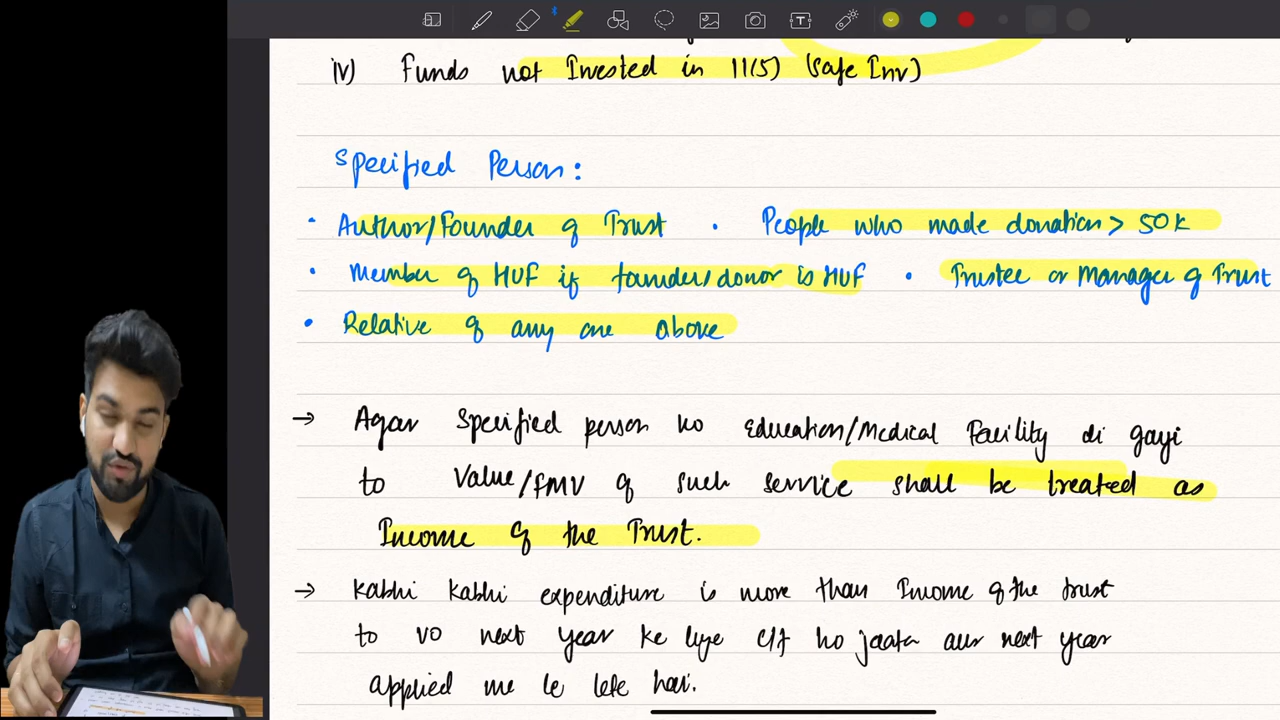 iv) Funds not Invested in 11(5) (Safe Inv)
Specified Person:
• Author/Founder of Trust • People who made donation > 50K
• Member of HUF if founder/donor is HUF • Trustee or Manager of Trust
• Relative of any one above
→ Agar Specified person ko Education/Medical Facility di gayi
to Value/FMV of such service shall be treated as
Income of the Trust.
→ Kabhi Kabhi expenditure is more than Income of the trust
to vo next year ke liye c/f ho jaata aur next year
applied me le lete hai.